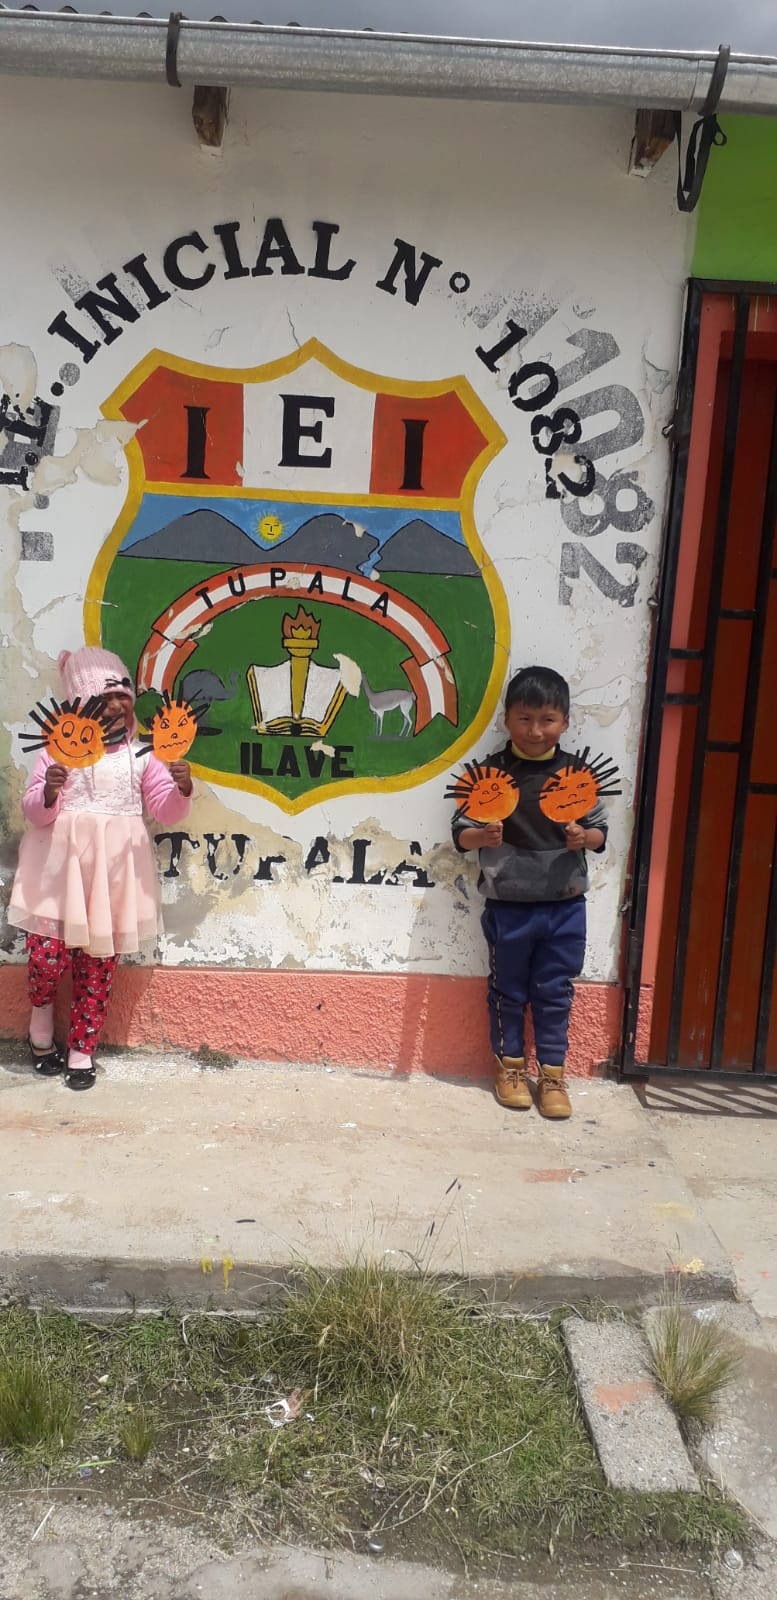 I.E. INICIAL N° 1082
1082
I E I
TUPALA
ILAVE
TUPALA